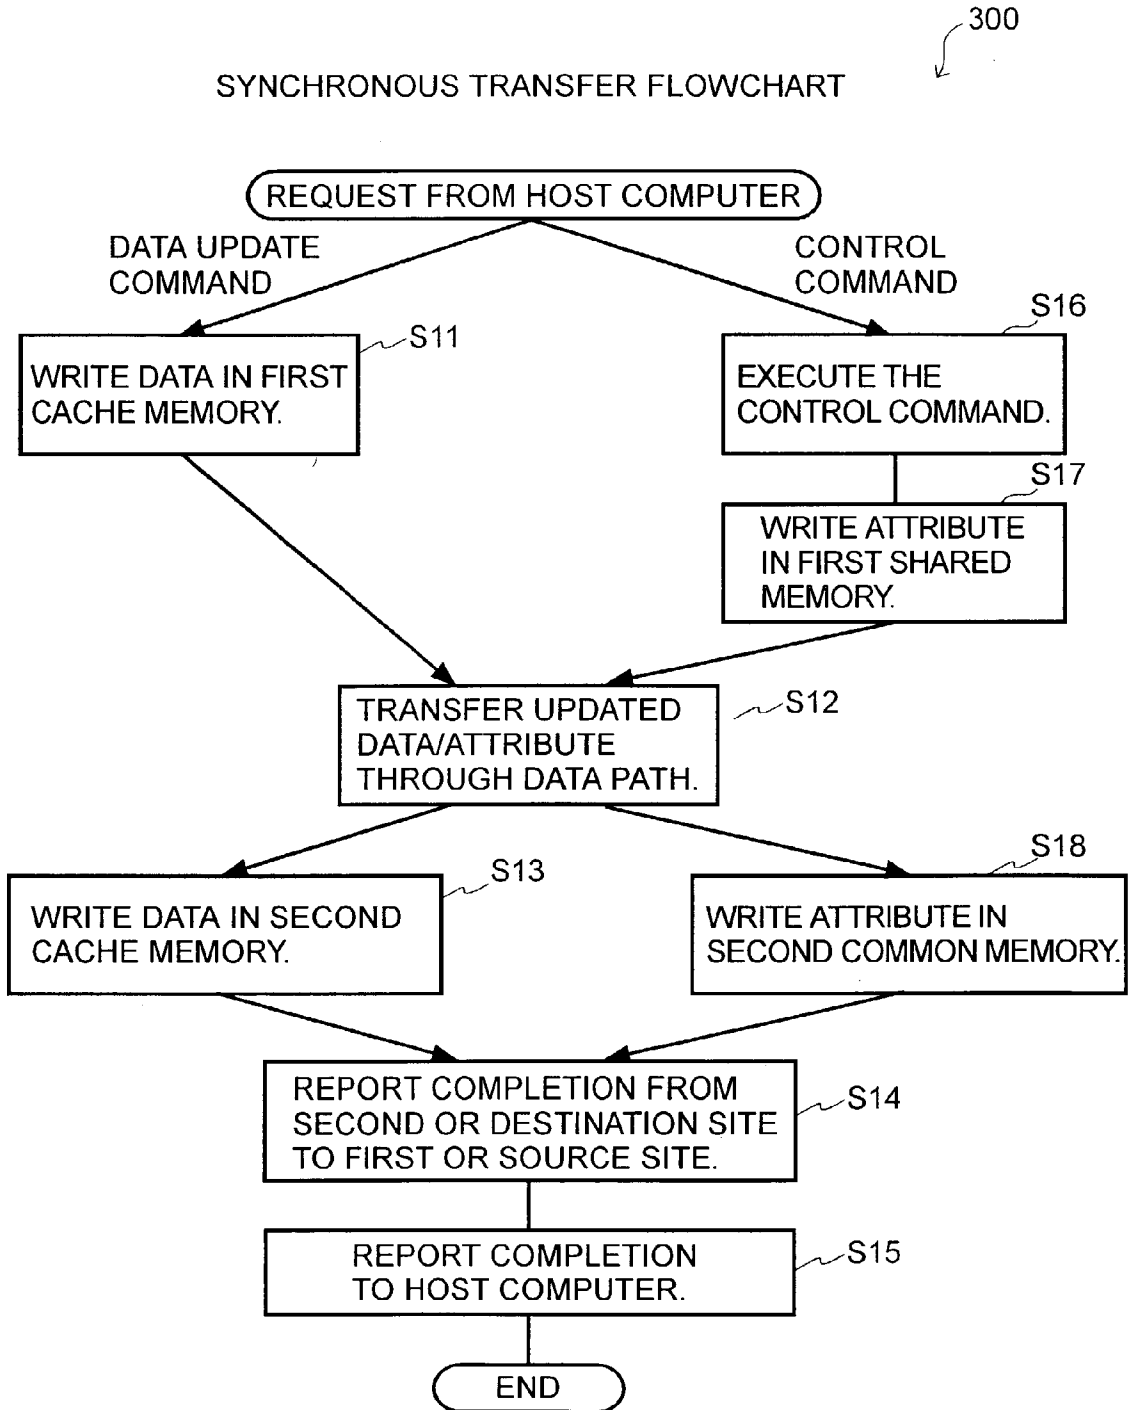 300
SYNCHRONOUS TRANSFER FLOWCHART
REQUEST FROM HOST COMPUTER
DATA UPDATE
COMMAND
CONTROL
COMMAND
S11
S16
WRITE DATA IN FIRST
CACHE MEMORY.
EXECUTE THE
CONTROL COMMAND.
S17
WRITE ATTRIBUTE
IN FIRST SHARED
MEMORY.
S12
TRANSFER UPDATED
DATA/ATTRIBUTE
THROUGH DATA PATH.
S13
S18
WRITE DATA IN SECOND
CACHE MEMORY.
WRITE ATTRIBUTE IN
SECOND COMMON MEMORY.
REPORT COMPLETION FROM
SECOND OR DESTINATION SITE
TO FIRST OR SOURCE SITE.
S14
REPORT COMPLETION
TO HOST COMPUTER.
S15
END